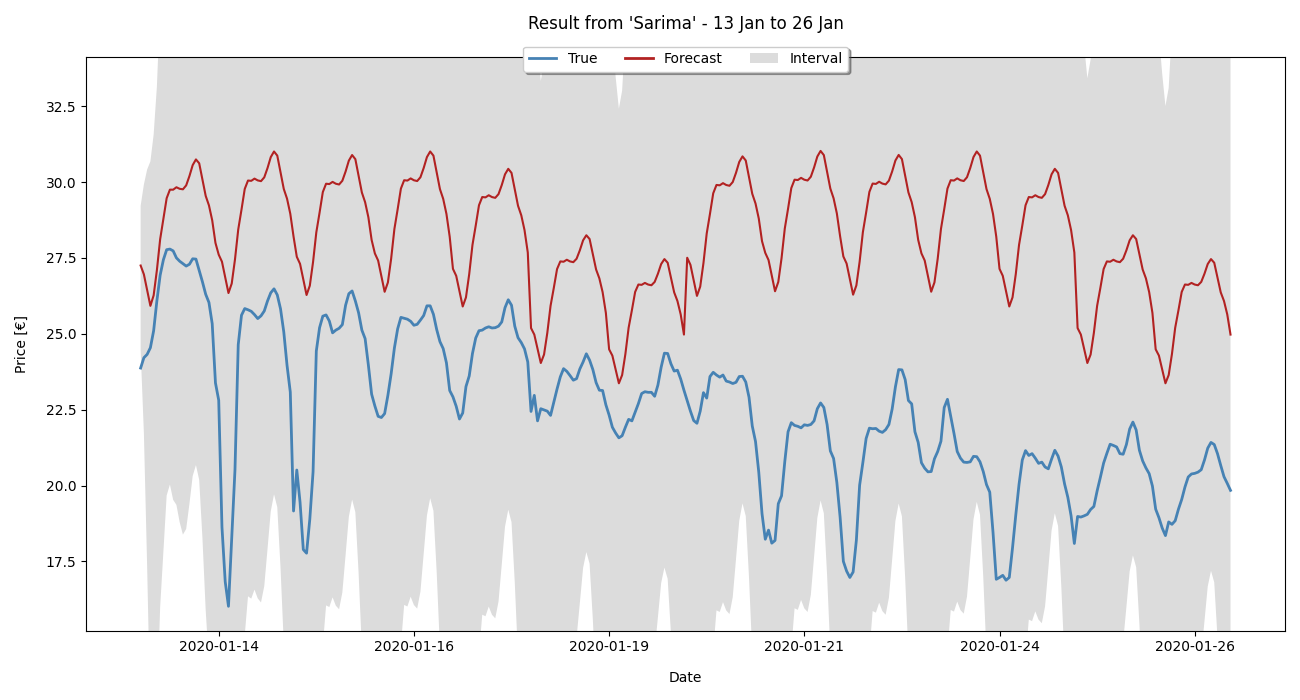 Result from 'Sarima' - 13 Jan to 26 Jan
True Forecast Interval
32.5
30.0
27.5
25.0
22.5
20.0
17.5
Price [€]
2020-01-14 2020-01-16 2020-01-19 2020-01-21 2020-01-24 2020-01-26
Date